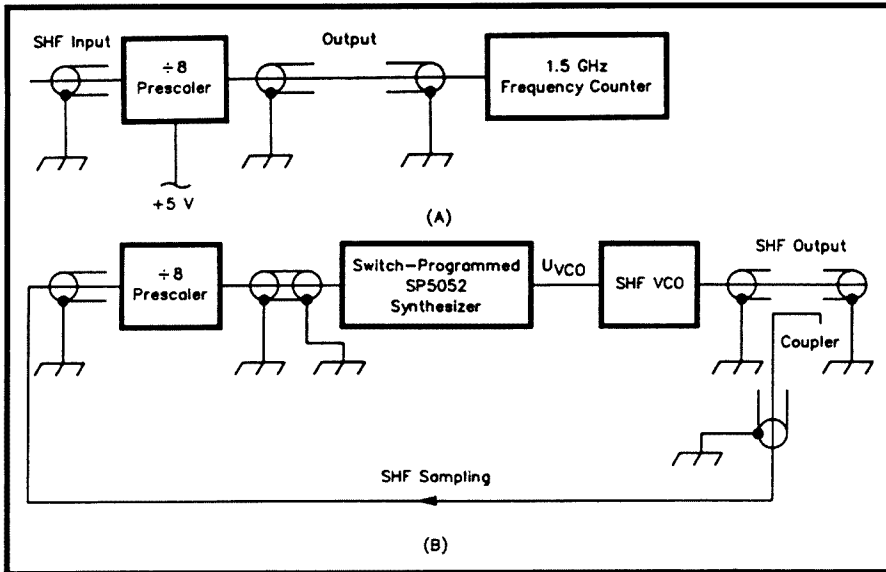 SHF Input
÷8
Prescaler
+5 V
Output
1.5 GHz
Frequency Counter
(A)
÷8
Prescaler
Switch-Programmed
SP5052
Synthesizer
UVCO
SHF VCO
SHF Output
Coupler
SHF Sampling
(B)